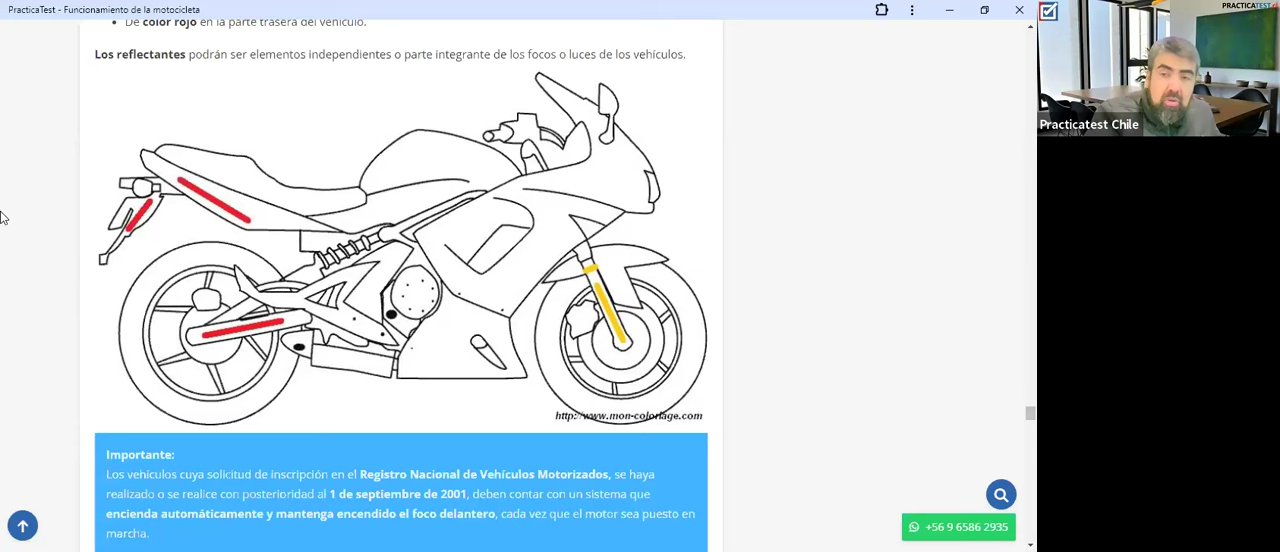 PracticaTest - Funcionamiento de la motocicleta
PRACTICATEST
• De color rojo en la parte trasera del vehículo.
Los reflectantes podrán ser elementos independientes o parte integrante de los focos o luces de los vehículos.
Practicatest Chile
http://www.mon-coloriage.com
Importante:
Los vehículos cuya solicitud de inscripción en el Registro Nacional de Vehículos Motorizados, se haya
realizado o se realice con posterioridad al 1 de septiembre de 2001, deben contar con un sistema que
encienda automáticamente y mantenga encendido el foco delantero, cada vez que el motor sea puesto en
marcha.
+56 9 6586 2935